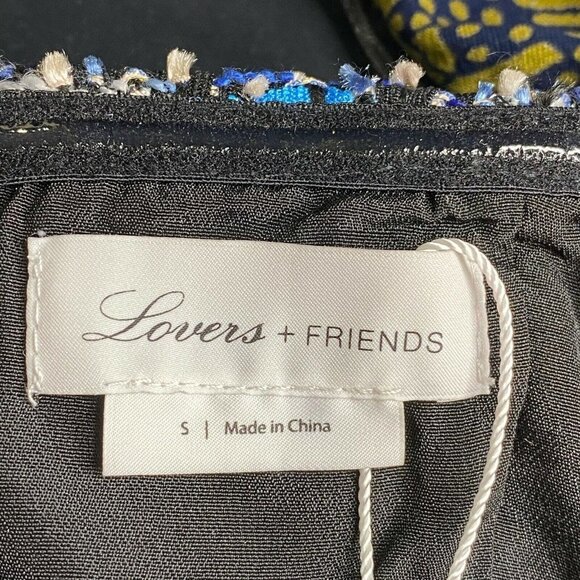 Lovers + FRIENDS
S | Made in China